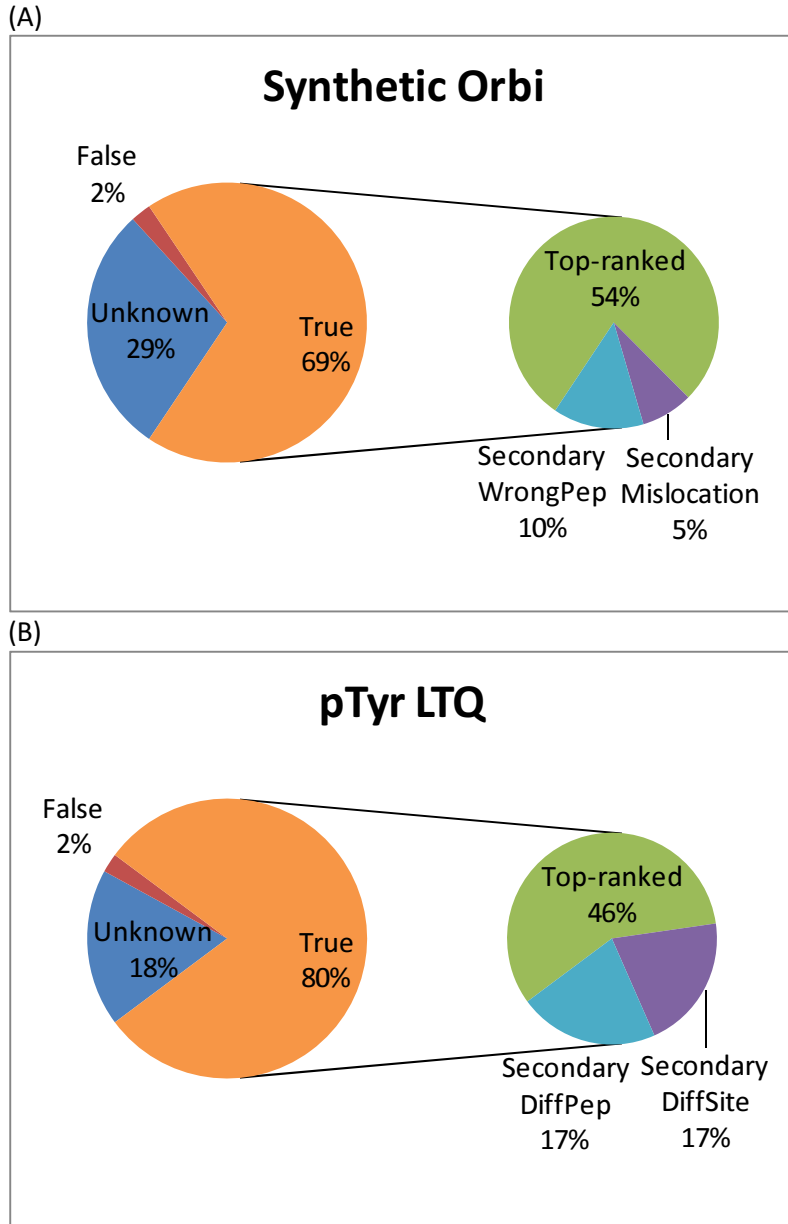 (A)
Synthetic Orbi
False
2%
Unknown
29%
True
69%
Top-ranked
54%
Secondary
WrongPep
10%
Secondary
Mislocation
5%
(B)
pTyr LTQ
False
2%
Unknown
18%
True
80%
Top-ranked
46%
Secondary
DiffPep
17%
Secondary
DiffSite
17%